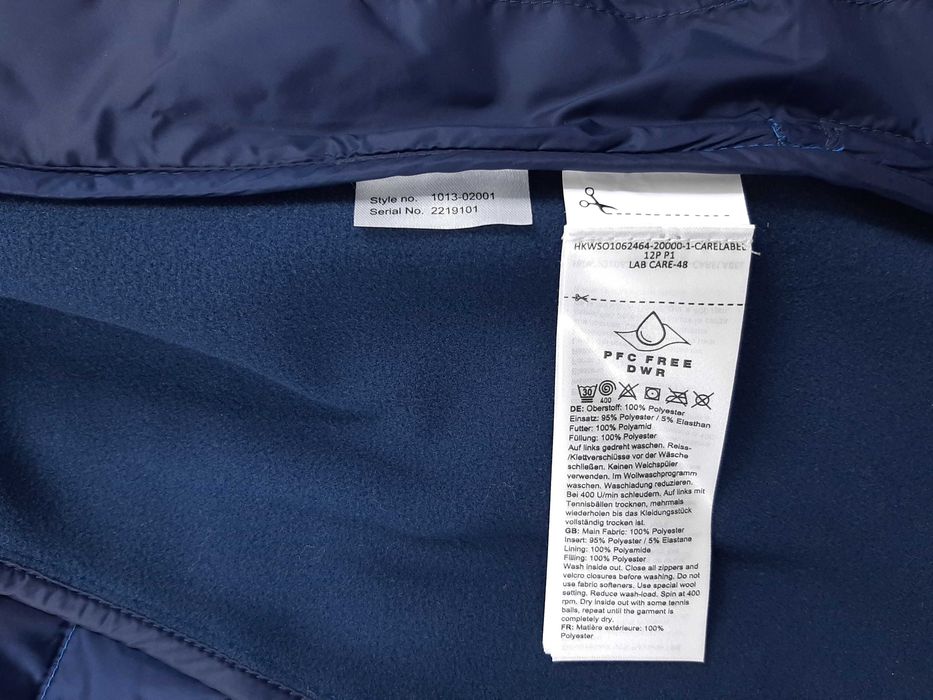 Style no. 1013-02001
Serial No. 2219101
HKWSO1062464-20000-1-CARELABEL
12P P1
LAB CARE-48
PFC FREE
DWR
30
400
DE: Oberstoff: 100% Polyester
Einsatz: 95% Polyester / 5% Elasthan
Futter: 100% Polyamid
Füllung: 100% Polyester
Auf links gedreht waschen. Reiss-
/Klettverschlüsse vor der Wäsche
schließen. Keinen Weichspüler
verwenden. Im Wollwaschprogramm
waschen. Waschladung reduzieren.
Bei 400 U/min schleudern. Auf links mit
Tennisbällen trocknen, mehrmals
wiederholen bis das Kleidungsstück
vollständig trocken ist.
GB: Main Fabric: 100% Polyester
Insert: 95% Polyester / 5% Elastane
Lining: 100% Polyamide
Filling: 100% Polyester
Wash inside out. Close all zippers and
velcro closures before washing. Do not
use fabric softeners. Use special wool
setting. Reduce wash-load. Spin at 400
rpm. Dry inside out with some tennis
balls, repeat until the garment is
completely dry.
FR: Matière extérieure: 100%
Polyester